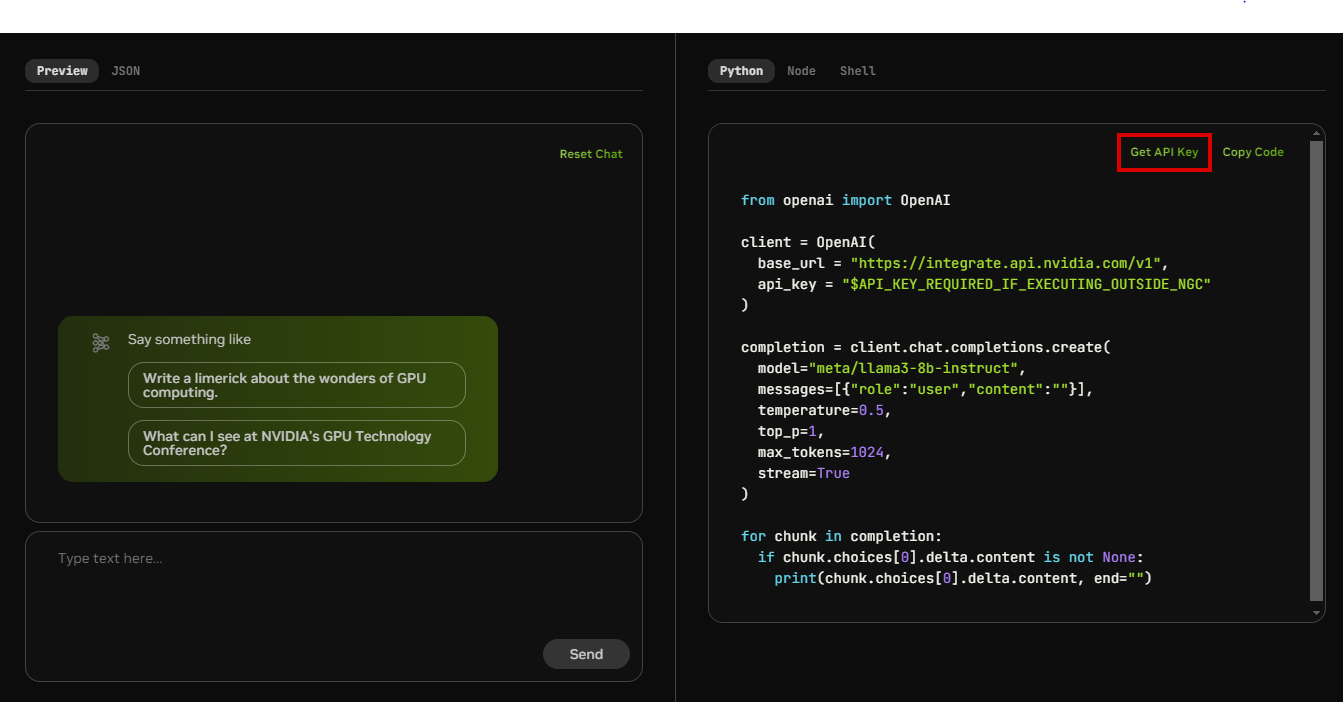 Preview JSON
Reset Chat
Say something like
Write a limerick about the wonders of GPU
computing.
What can I see at NVIDIA's GPU Technology
Conference?
Type text here...
Send
Python Node Shell
Get API Key Copy Code
from openai import OpenAI
client = OpenAI(
  base_url = "https://integrate.api.nvidia.com/v1",
  api_key = "$API_KEY_REQUIRED_IF_EXECUTING_OUTSIDE_NGC"
)
completion = client.chat.completions.create(
  model="meta/llama3-8b-instruct",
  messages=[{"role":"user","content":""}],
  temperature=0.5,
  top_p=1,
  max_tokens=1024,
  stream=True
)
for chunk in completion:
  if chunk.choices[0].delta.content is not None:
    print(chunk.choices[0].delta.content, end="")